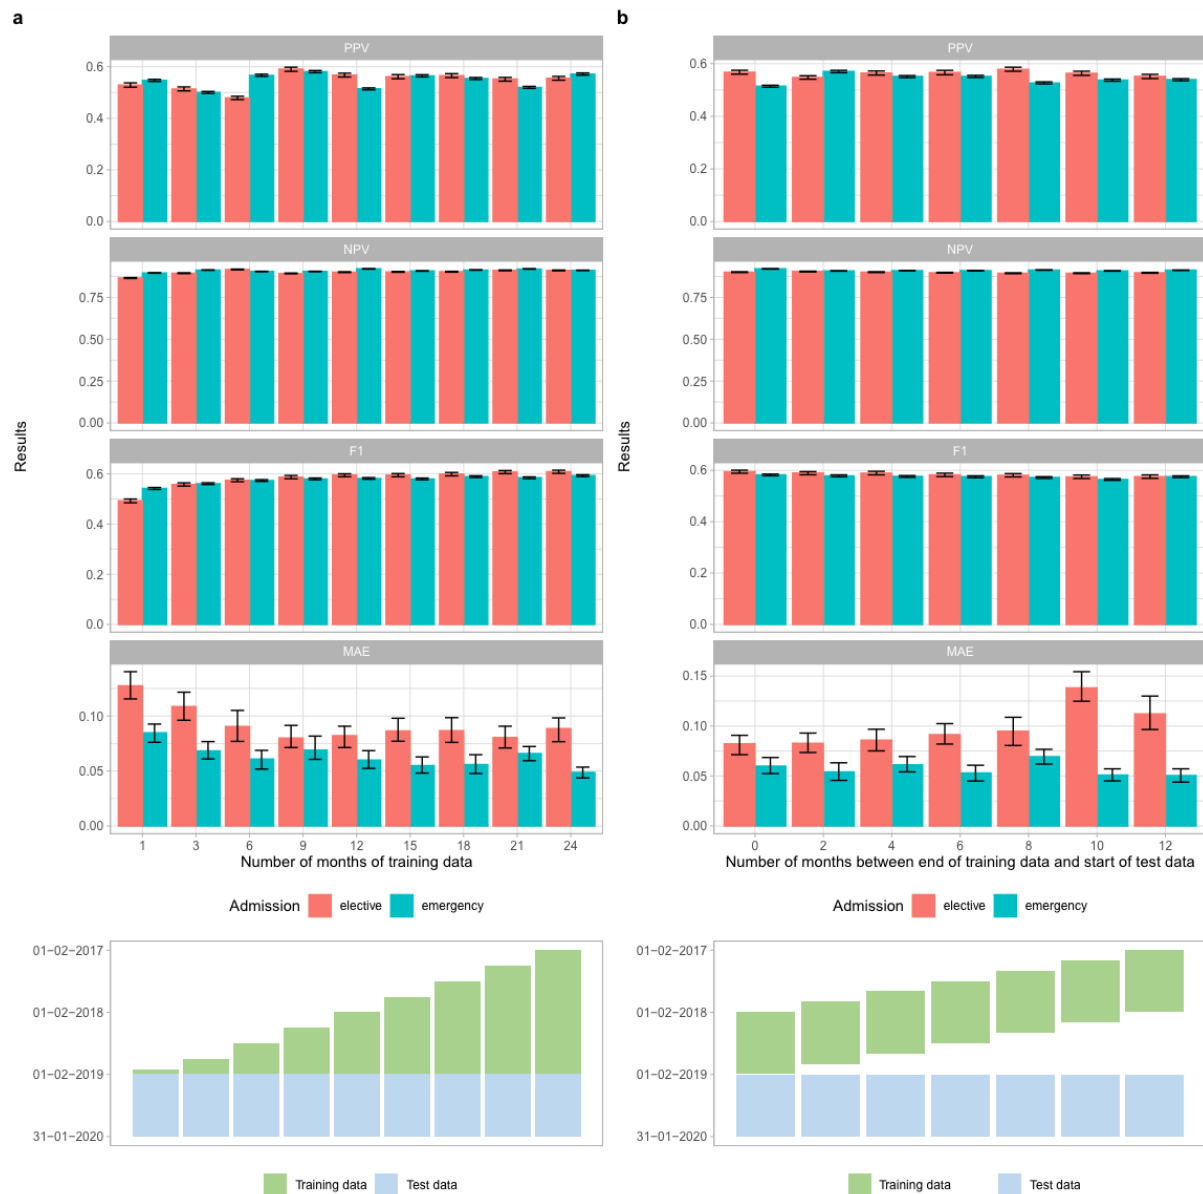 a
PPV
0.6
0.4
0.2
0.0
NPV
0.75
0.50
0.25
0.00
F1
0.6
0.4
0.2
0.0
MAE
0.10
0.05
0.00
1 3 6 9 12 15 18 21 24
Number of months of training data
Results
Admission elective emergency
01−02−2017
01−02−2018
01−02−2019
31−01−2020
Training data Test data
b
PPV
0.6
0.4
0.2
0.0
NPV
0.75
0.50
0.25
0.00
F1
0.6
0.4
0.2
0.0
MAE
0.15
0.10
0.05
0.00
0 2 4 6 8 10 12
Number of months between end of training data and start of test data
Results
Admission elective emergency
01−02−2017
01−02−2018
01−02−2019
31−01−2020
Training data Test data